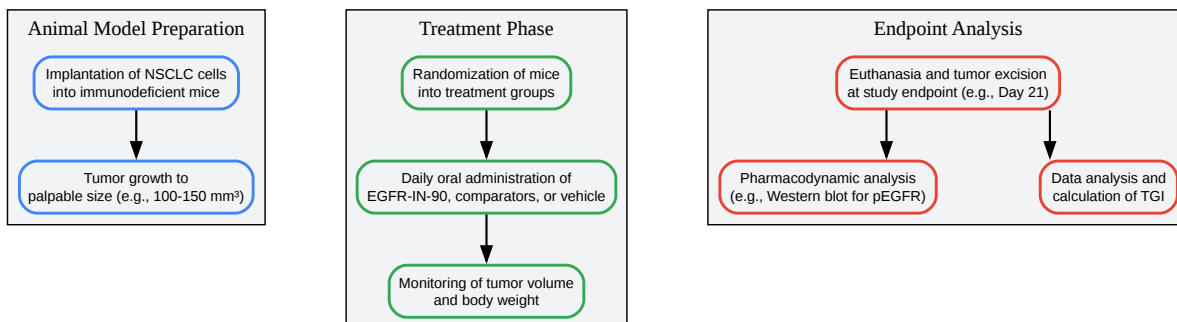 Animal Model Preparation
Implantation of NSCLC cells
into immunodeficient mice
Tumor growth to
palpable size (e.g., 100-150 mm³)
Treatment Phase
Randomization of mice
into treatment groups
Daily oral administration of
EGFR-IN-90, comparators, or vehicle
Monitoring of tumor volume
and body weight
Endpoint Analysis
Euthanasia and tumor excision
at study endpoint (e.g., Day 21)
Pharmacodynamic analysis
(e.g., Western blot for pEGFR)
Data analysis and
calculation of TGI